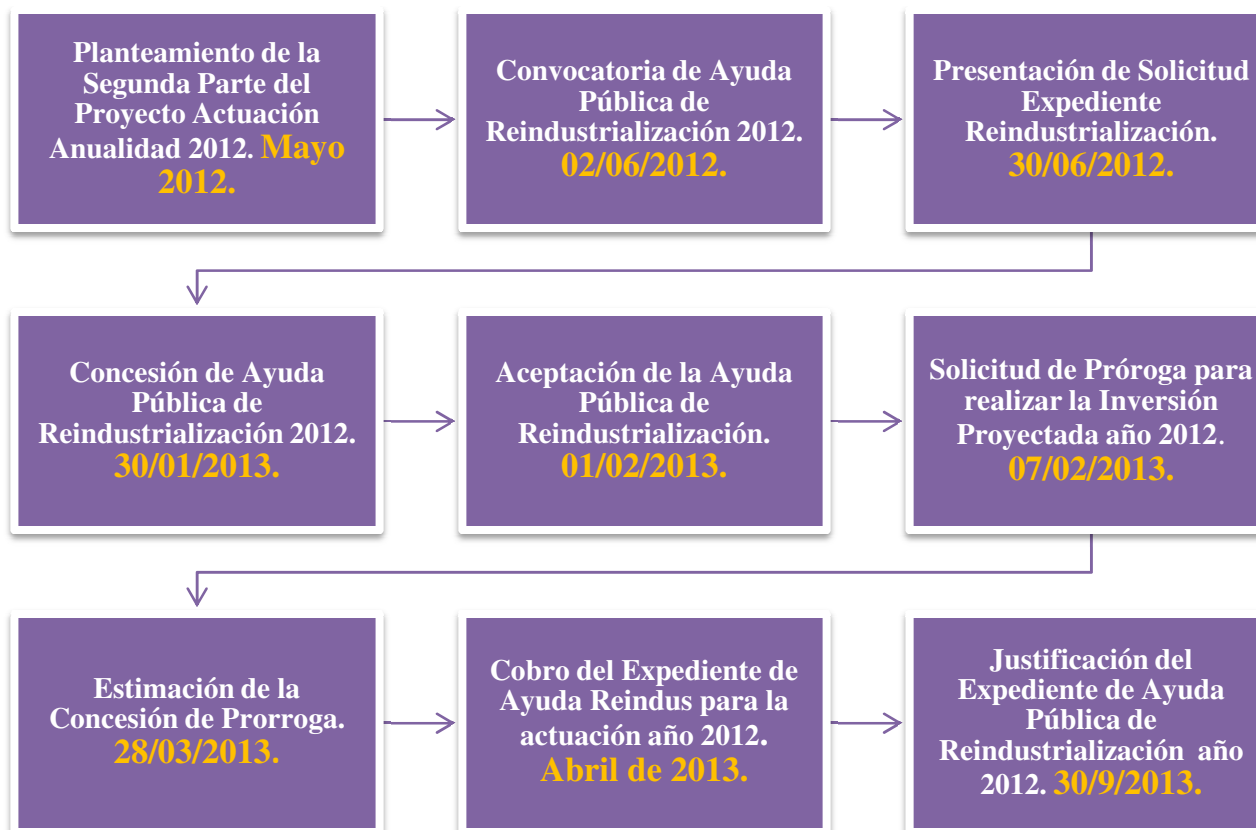 Planteamiento de la
Segunda Parte del
Proyecto Actuación
Anualidad 2012. Mayo
2012.
Convocatoria de Ayuda
Pública de
Reindustrialización 2012.
02/06/2012.
Presentación de Solicitud
Expediente
Reindustrialización.
30/06/2012.
Concesión de Ayuda
Pública de
Reindustrialización 2012.
30/01/2013.
Aceptación de la Ayuda
Pública de
Reindustrialización.
01/02/2013.
Solicitud de Próroga para
realizar la Inversión
Proyectada año 2012.
07/02/2013.
Estimación de la
Concesión de Prorroga.
28/03/2013.
Cobro del Expediente de
Ayuda Reindus para la
actuación año 2012.
Abril de 2013.
Justificación del
Expediente de Ayuda
Pública de
Reindustrialización año
2012. 30/9/2013.